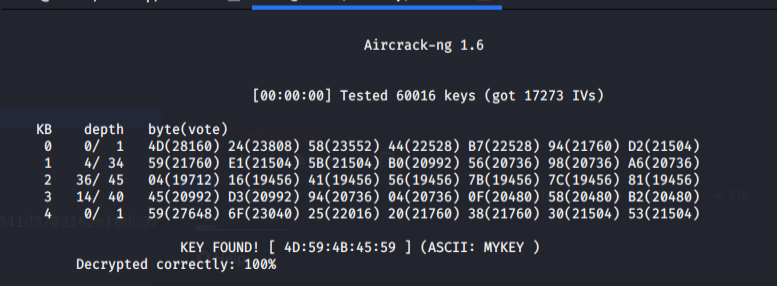 Aircrack-ng 1.6
[00:00:00] Tested 60016 keys (got 17273 IVs)
KB depth byte(vote)
0 0/ 1 4D(28160) 24(23808) 58(23552) 44(22528) B7(22528) 94(21760) D2(21504)
1 4/ 34 59(21760) E1(21504) 5B(21504) B0(20992) 56(20736) 98(20736) A6(20736)
2 36/ 45 04(19712) 16(19456) 41(19456) 56(19456) 7B(19456) 7C(19456) 81(19456)
3 14/ 40 45(20992) D3(20992) 94(20736) 04(20736) 0F(20480) 58(20480) B2(20480)
4 0/ 1 59(27648) 6F(23040) 25(22016) 20(21760) 38(21760) 30(21504) 53(21504)
KEY FOUND! [ 4D:59:4B:45:59 ] (ASCII: MYKEY )
Decrypted correctly: 100%